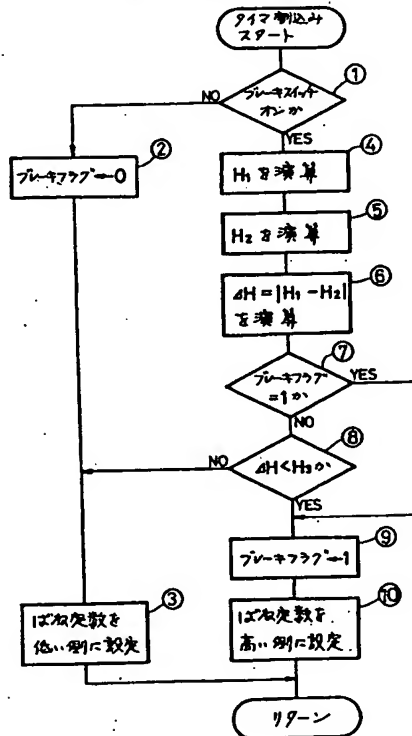 タイマ割込み
スタート
①
ブレーキスイッチ
オンか
NO
YES
②
ブレーキフラグ←0
④
H₁を演算
⑤
H₂を演算
⑥
ΔH=|H₁-H₂|
を演算
⑦
ブレーキフラグ
=1か
YES
NO
⑧
ΔH<H₃か
NO
YES
⑨
ブレーキフラグ←1
③
ばね定数を
低い側に設定
⑩
ばね定数を
高い側に設定
リターン